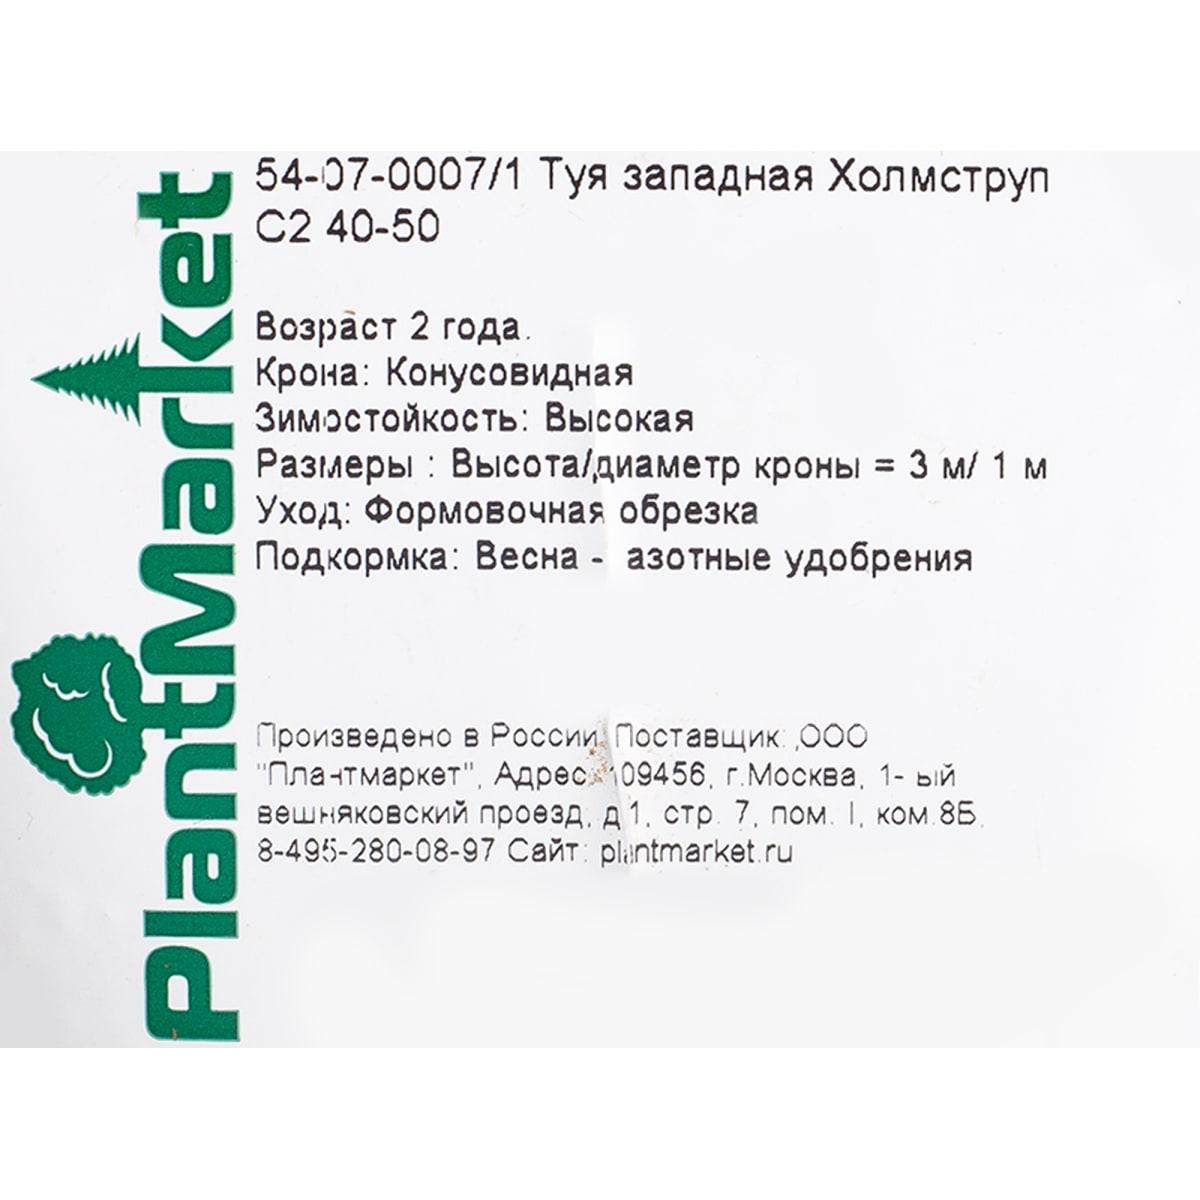 PlantMarket
54-07-0007/1 Туя западная Холмструп
С2 40-50
Возраст 2 года.
Крона: Конусовидная
Зимостойкость: Высокая
Размеры : Высота/диаметр кроны = 3 м/ 1 м
Уход: Формовочная обрезка
Подкормка: Весна - азотные удобрения
Произведено в России. Поставщик: ,ООО
"Плантмаркет", Адрес: 109456, г.Москва, 1- ый
вешняковский проезд, д 1, стр. 7, пом. I, ком.8Б,
8-495-280-08-97 Сайт: plantmarket.ru